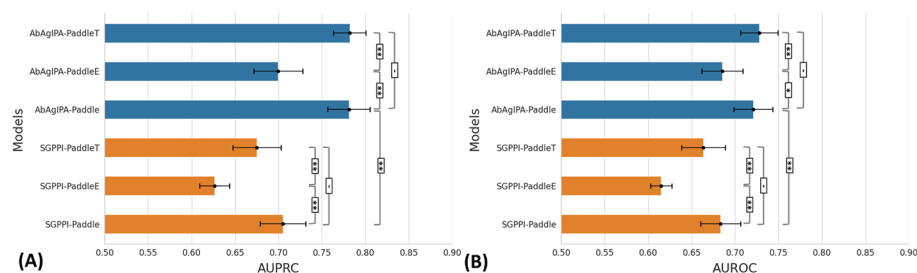 AbAgIPA-PaddleT
AbAgIPA-PaddleE
AbAgIPA-Paddle
SGPPI-PaddleT
SGPPI-PaddleE
SGPPI-Paddle
Models
0.50 0.55 0.60 0.65 0.70 0.75 0.80 0.85 0.90
AUPRC
(A)
**
**
-
**
**
-
**
AbAgIPA-PaddleT
AbAgIPA-PaddleE
AbAgIPA-Paddle
SGPPI-PaddleT
SGPPI-PaddleE
SGPPI-Paddle
Models
0.50 0.55 0.60 0.65 0.70 0.75 0.80 0.85 0.90
AUROC
(B)
**
*
-
**
**
-
**